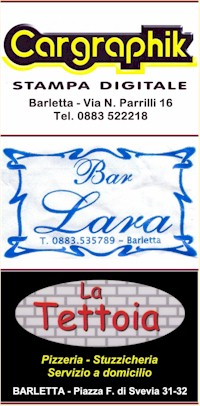 Cargraphik
STAMPA DIGITALE
Barletta - Via N. Parrilli 16
Tel. 0883 522218
Bar
Lara
T. 0883.535789 - Barletta
La
Tettoia
Pizzeria - Stuzzicheria
Servizio a domicilio
BARLETTA - Piazza F. di Svevia 31-32